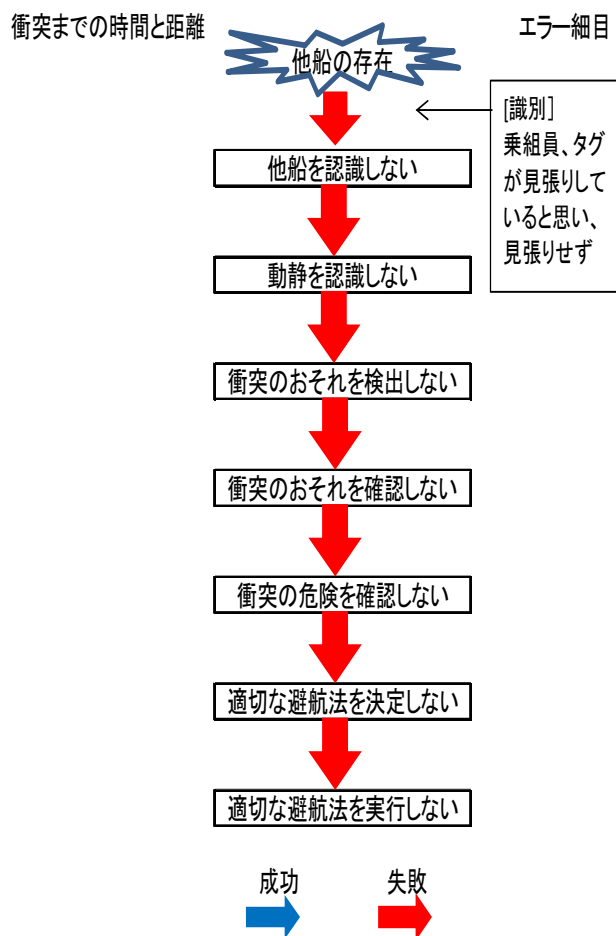 衝突までの時間と距離
エラー細目
他船の存在
[識別]
乗組員、タグ
が見張りして
いると思い、
見張りせず
他船を認識しない
動静を認識しない
衝突のおそれを検出しない
衝突のおそれを確認しない
衝突の危険を確認しない
適切な避航法を決定しない
適切な避航法を実行しない
成功
失敗